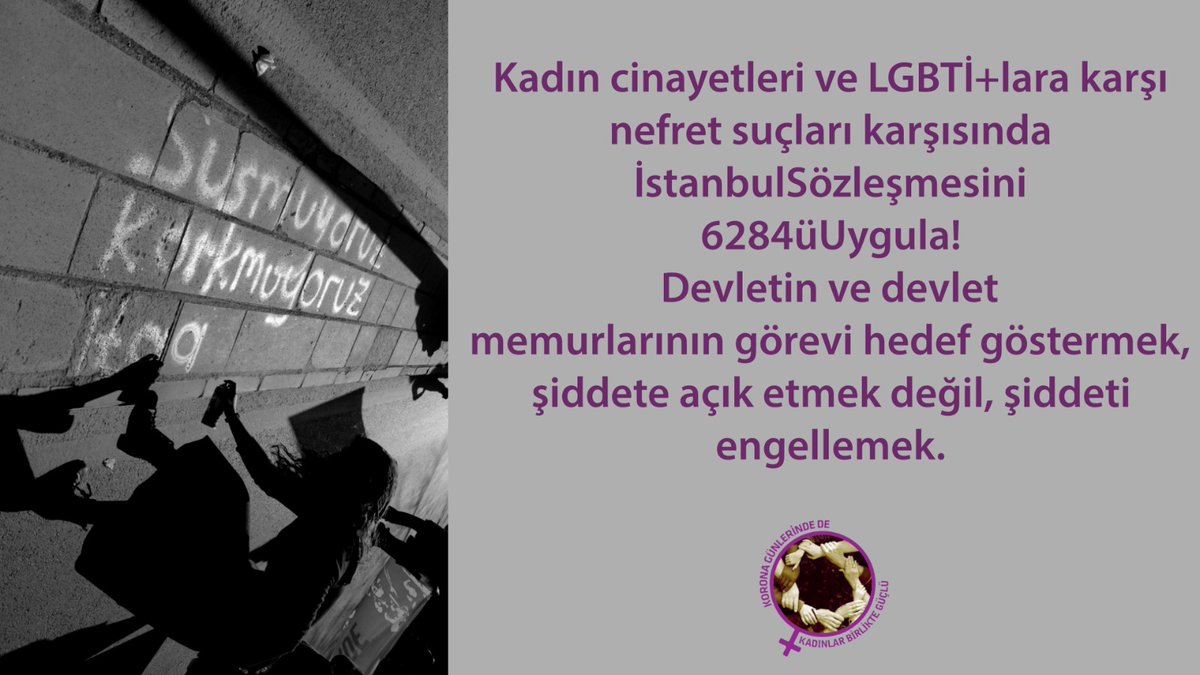 Susmuyoruz
Korkmuyoruz
itaa
Kadın cinayetleri ve LGBTİ+lara karşı
nefret suçları karşısında
İstanbulSözleşmesini
6284üUygula!
Devletin ve devlet
memurlarının görevi hedef göstermek,
şiddete açık etmek değil, şiddeti
engellemek.
KORONA GÜNLERİNDE DE
KADINLAR BİRLİKTE GÜÇLÜ